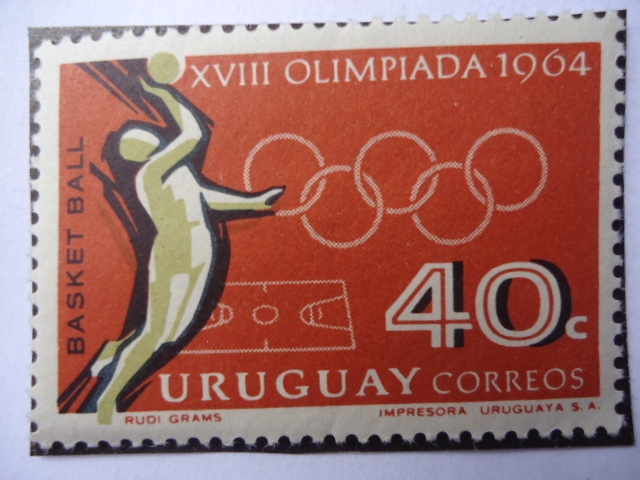 XVIII OLIMPIADA·1964
BASKET BALL
40c
URUGUAY CORREOS
RUDI GRAMS
IMPRESORA URUGUAYA S.A.